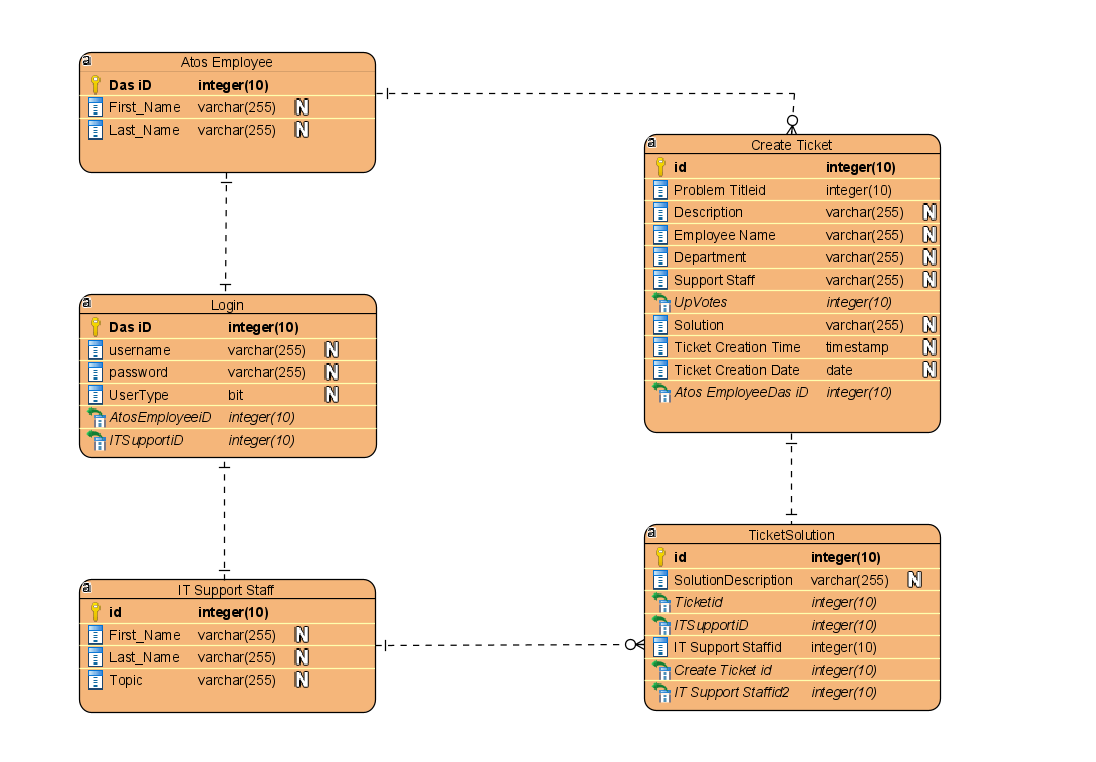 a
Atos Employee
Das iD integer(10)
First_Name varchar(255) N
Last_Name varchar(255) N
a
Create Ticket
id integer(10)
Problem Titleid integer(10)
Description varchar(255) N
Employee Name varchar(255) N
Department varchar(255) N
Support Staff varchar(255) N
UpVotes integer(10)
Solution varchar(255) N
Ticket Creation Time timestamp N
Ticket Creation Date date N
Atos EmployeeDas iD integer(10)
a
Login
Das iD integer(10)
username varchar(255) N
password varchar(255) N
UserType bit N
AtosEmployeeiD integer(10)
ITSupportiD integer(10)
a
TicketSolution
id integer(10)
SolutionDescription varchar(255) N
Ticketid integer(10)
ITSupportiD integer(10)
IT Support Staffid integer(10)
Create Ticket id integer(10)
IT Support Staffid2 integer(10)
a
IT Support Staff
id integer(10)
First_Name varchar(255) N
Last_Name varchar(255) N
Topic varchar(255) N